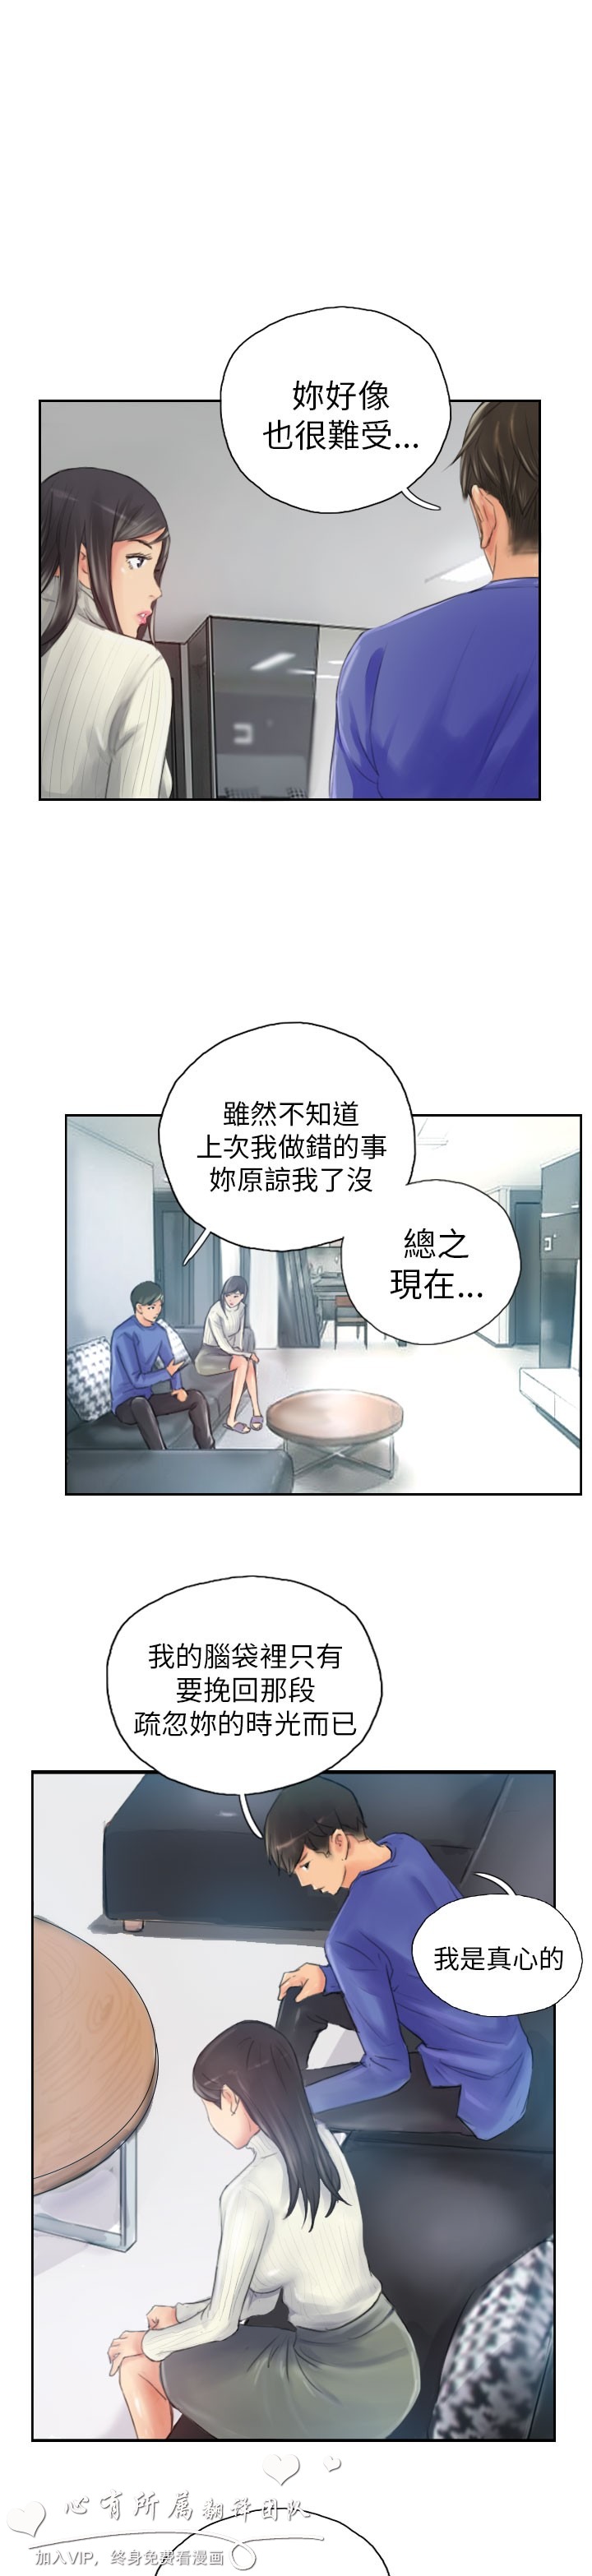 妳好像
也很難受...
雖然不知道
上次我做錯的事
妳原諒我了沒
總之
現在...
我的腦袋裡只有
要挽回那段
疏忽妳的時光而已
我是真心的
心有所属翻译团队
加入VIP，终身免费看漫画